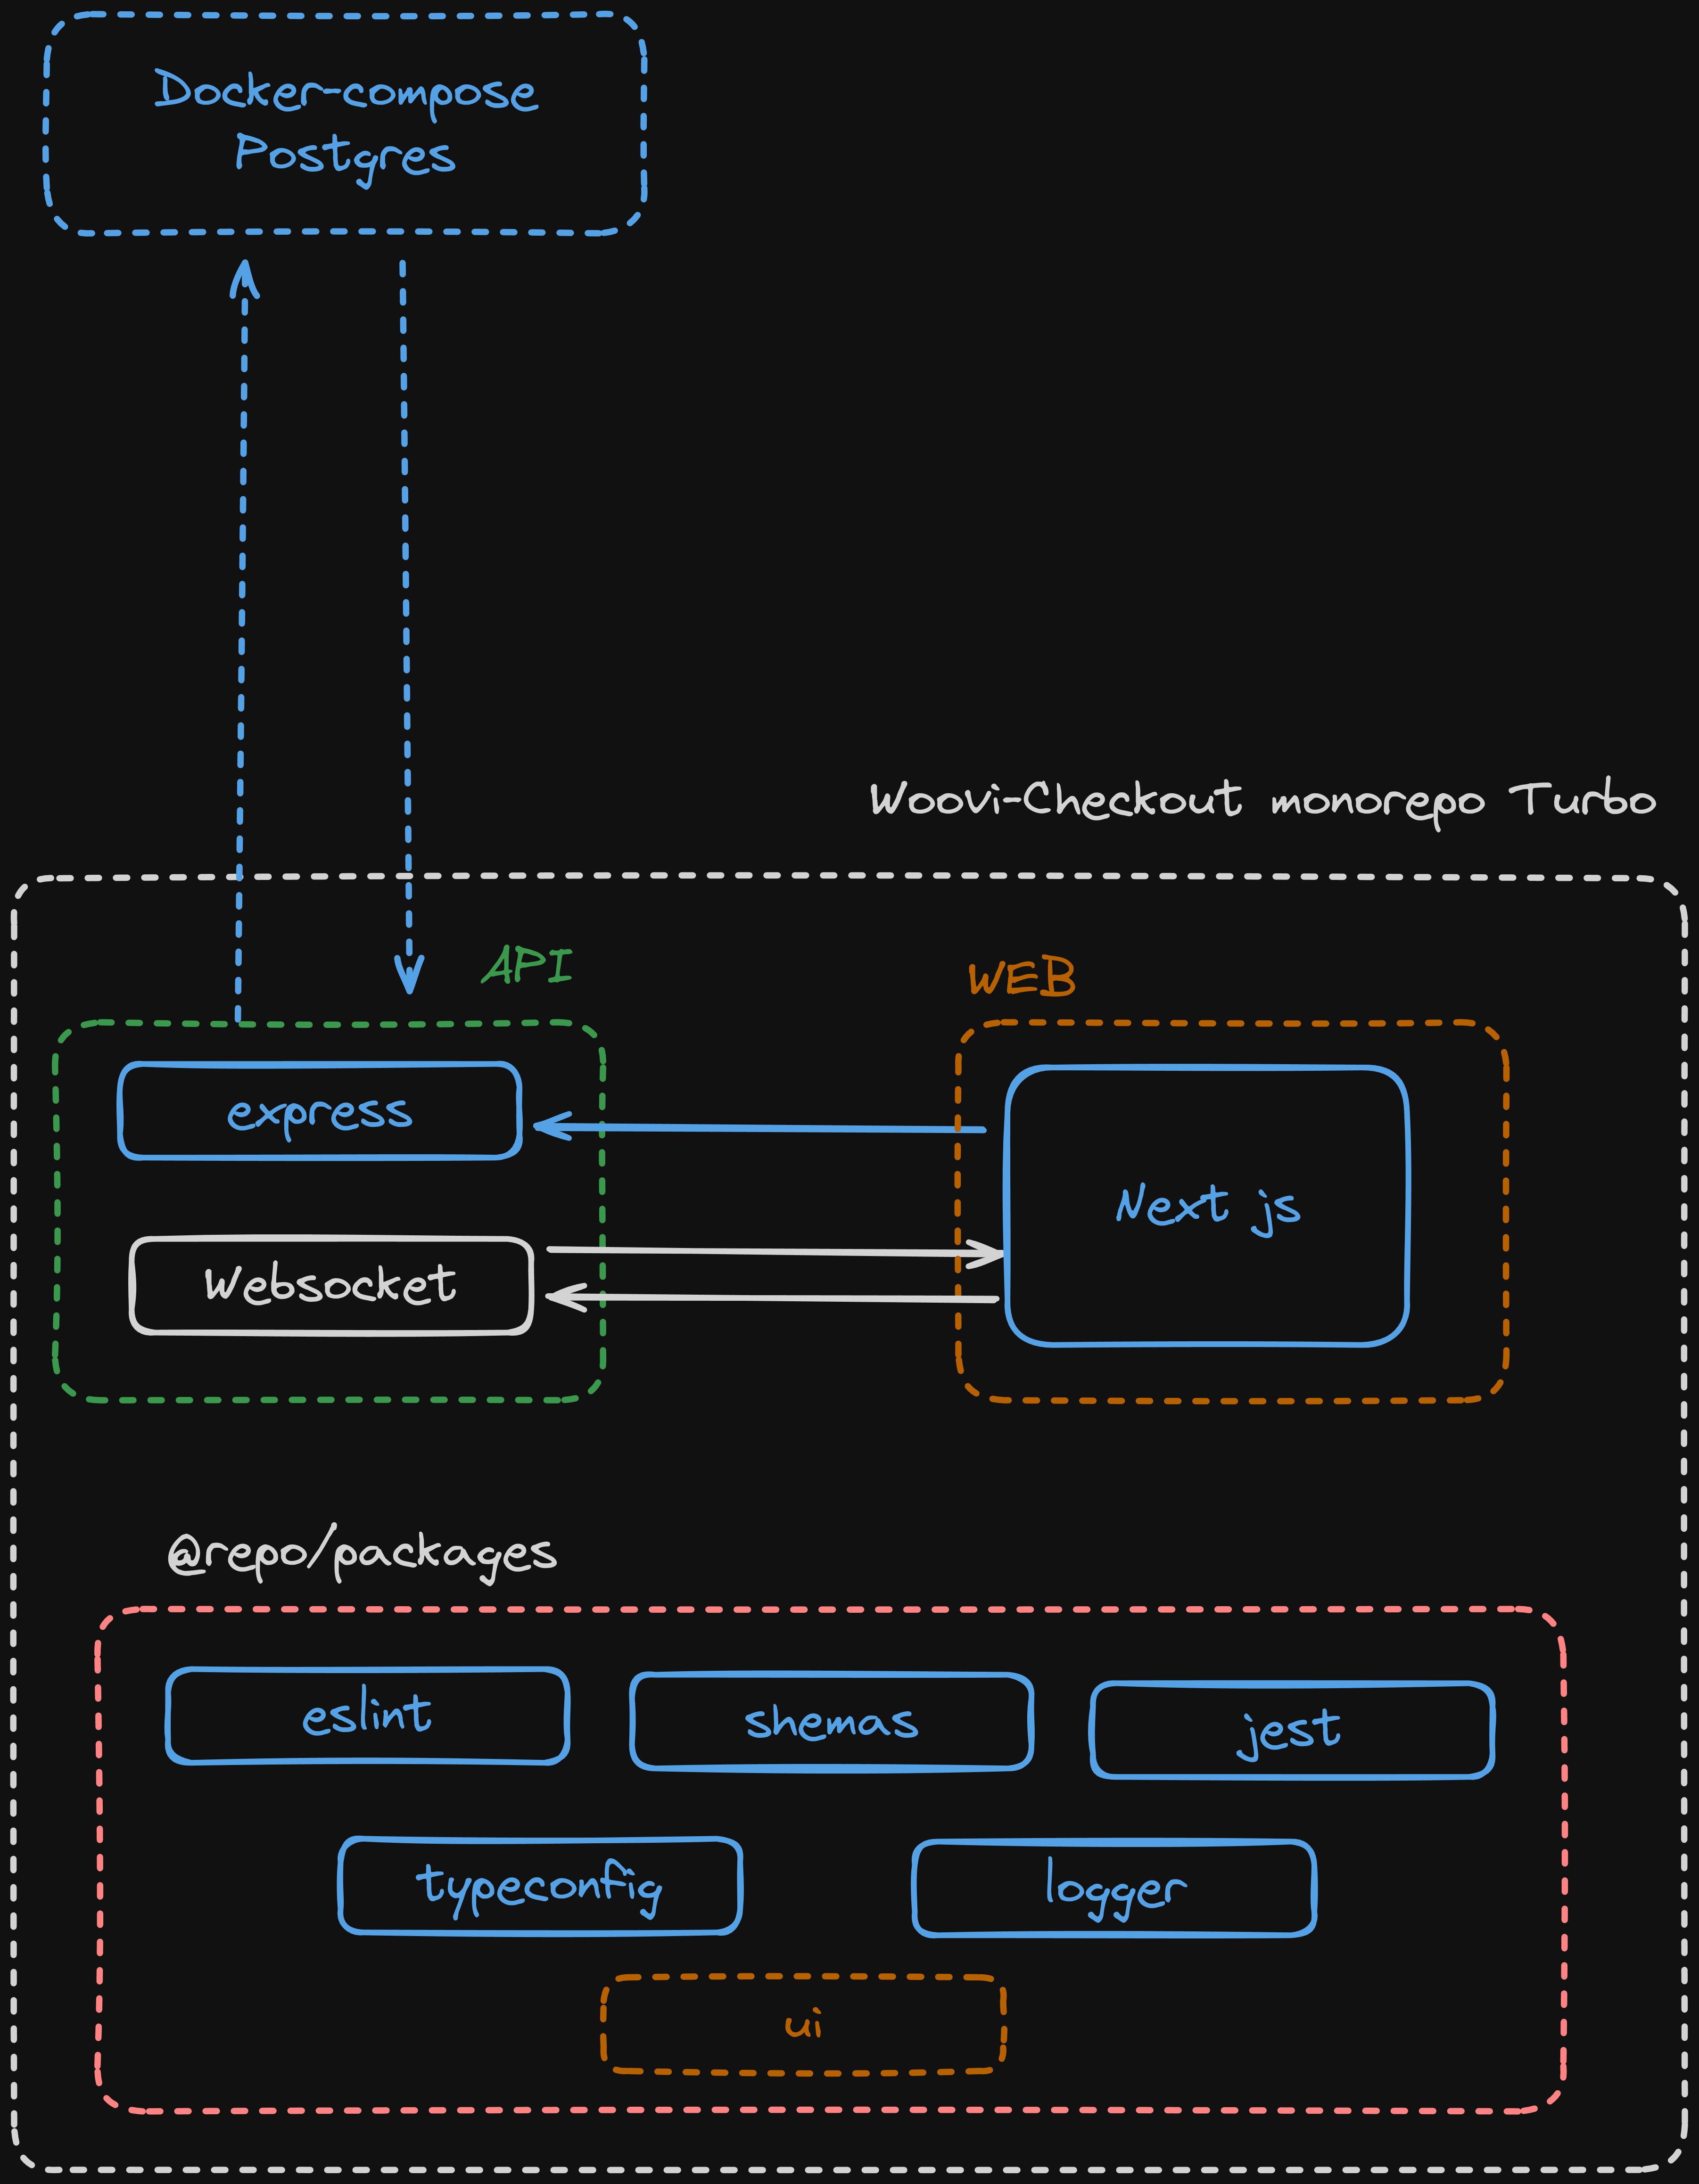 Docker-compose
Postgres
Woovi-Checkout monorepo Turbo
API
WEB
express
Next js
Websocket
@repo/packages
eslint
shemas
jest
typeconfig
logger
ui